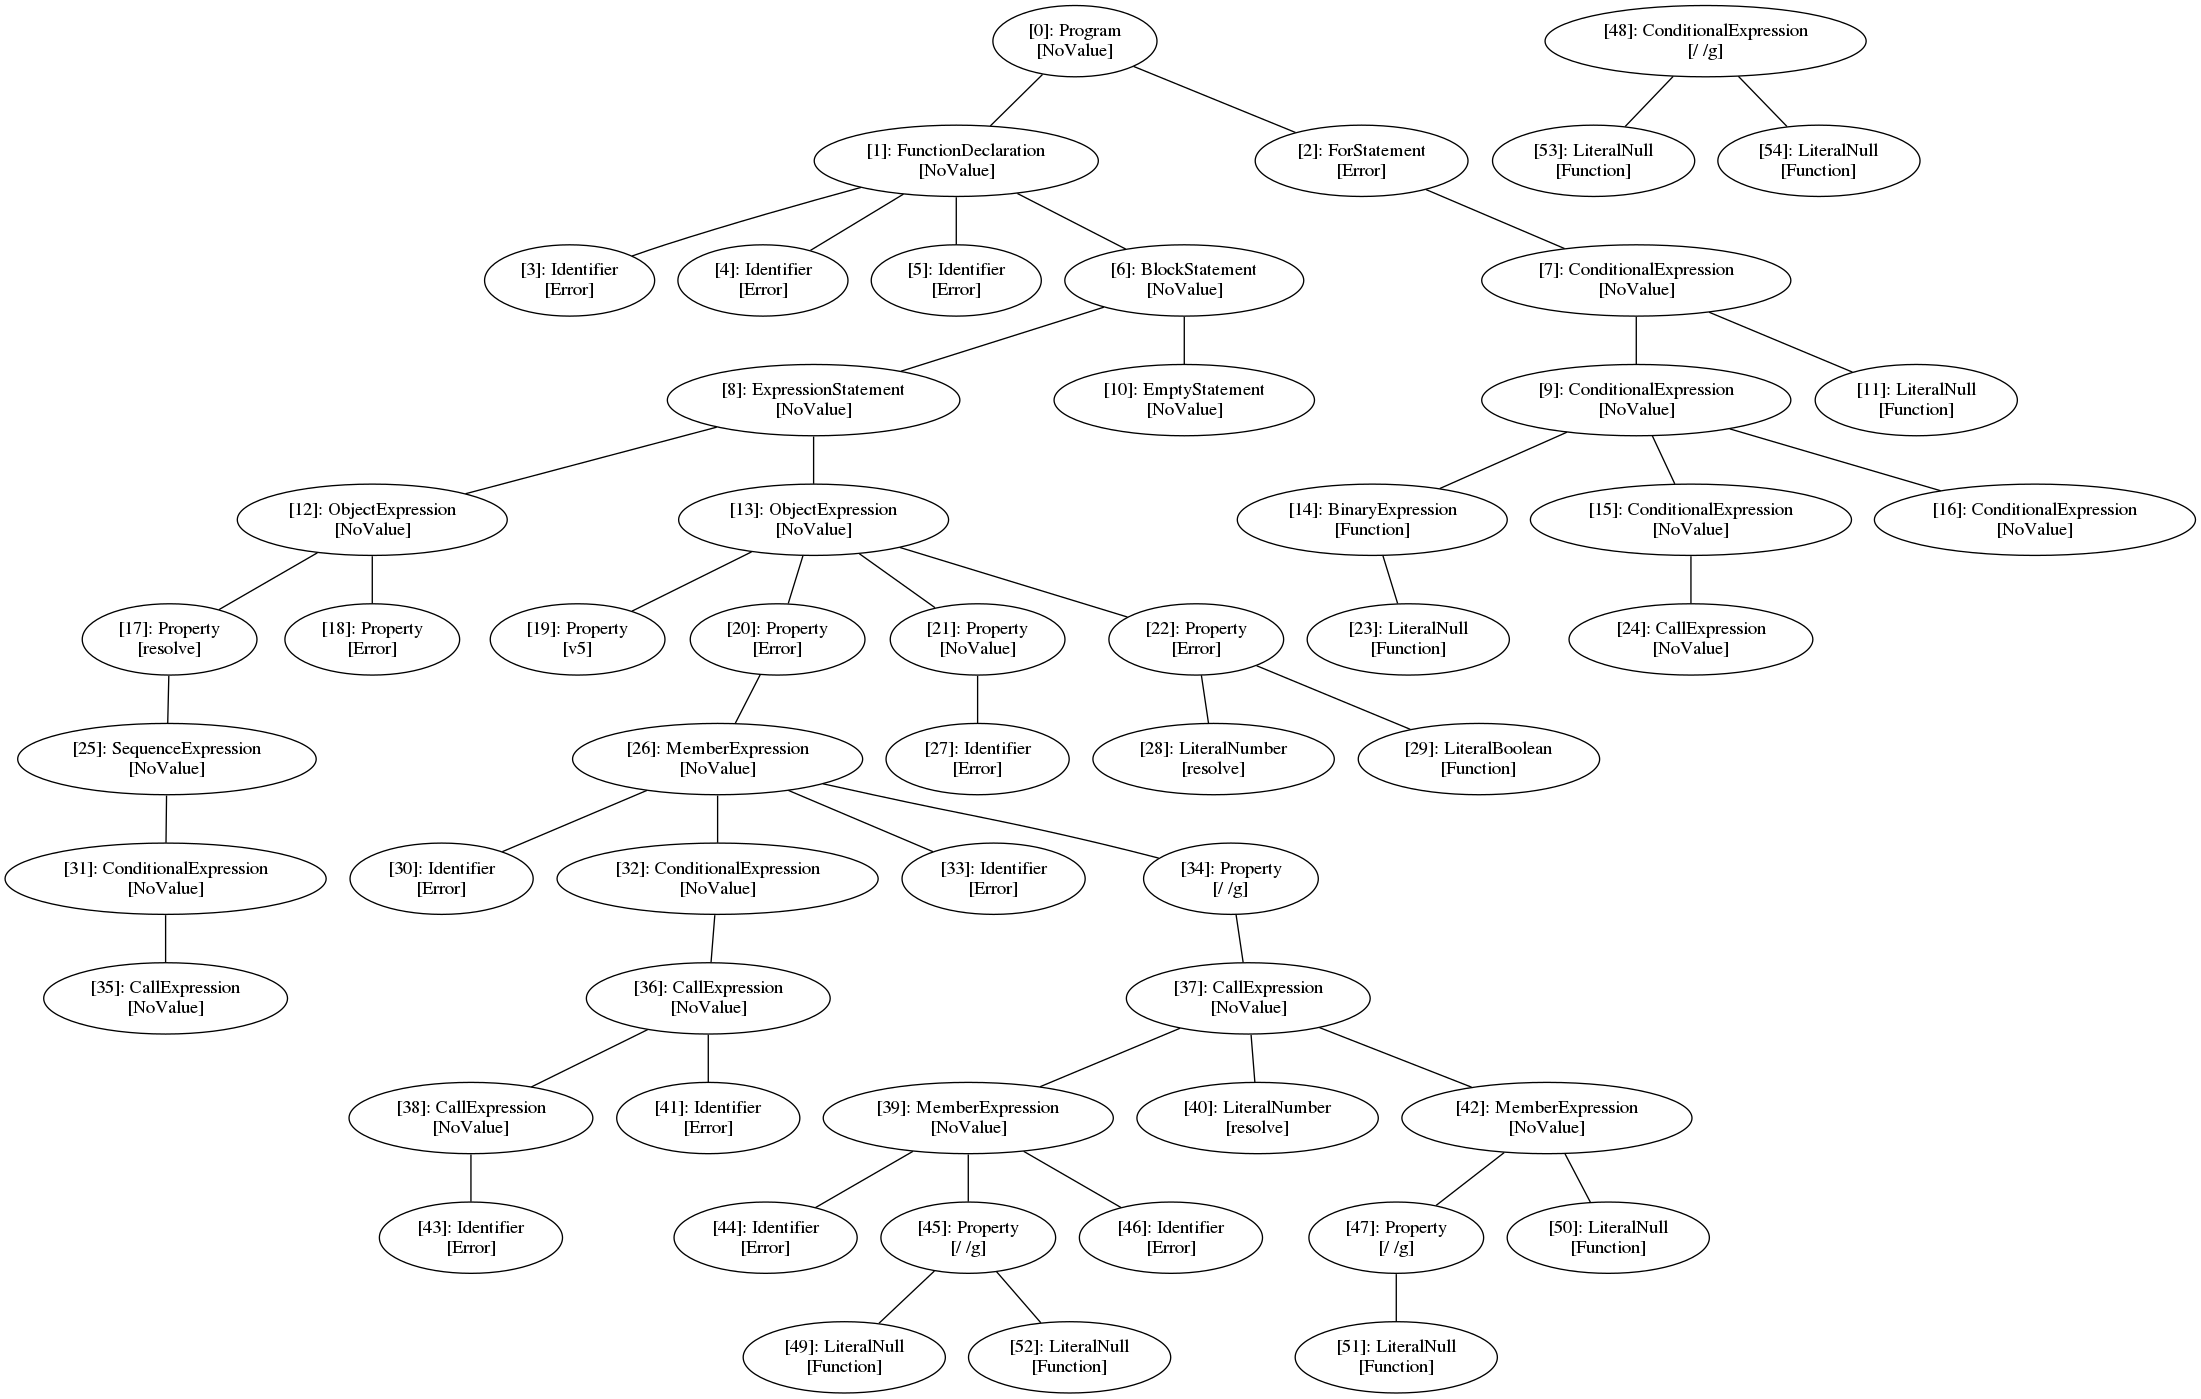 [0]: Program
[NoValue]
[48]: ConditionalExpression
[/ /g]
[1]: FunctionDeclaration
[NoValue]
[2]: ForStatement
[Error]
[53]: LiteralNull
[Function]
[54]: LiteralNull
[Function]
[3]: Identifier
[Error]
[4]: Identifier
[Error]
[5]: Identifier
[Error]
[6]: BlockStatement
[NoValue]
[7]: ConditionalExpression
[NoValue]
[8]: ExpressionStatement
[NoValue]
[10]: EmptyStatement
[NoValue]
[9]: ConditionalExpression
[NoValue]
[11]: LiteralNull
[Function]
[12]: ObjectExpression
[NoValue]
[13]: ObjectExpression
[NoValue]
[14]: BinaryExpression
[Function]
[15]: ConditionalExpression
[NoValue]
[16]: ConditionalExpression
[NoValue]
[17]: Property
[resolve]
[18]: Property
[Error]
[19]: Property
[v5]
[20]: Property
[Error]
[21]: Property
[NoValue]
[22]: Property
[Error]
[23]: LiteralNull
[Function]
[24]: CallExpression
[NoValue]
[25]: SequenceExpression
[NoValue]
[26]: MemberExpression
[NoValue]
[27]: Identifier
[Error]
[28]: LiteralNumber
[resolve]
[29]: LiteralBoolean
[Function]
[31]: ConditionalExpression
[NoValue]
[30]: Identifier
[Error]
[32]: ConditionalExpression
[NoValue]
[33]: Identifier
[Error]
[34]: Property
[/ /g]
[35]: CallExpression
[NoValue]
[36]: CallExpression
[NoValue]
[37]: CallExpression
[NoValue]
[38]: CallExpression
[NoValue]
[41]: Identifier
[Error]
[39]: MemberExpression
[NoValue]
[40]: LiteralNumber
[resolve]
[42]: MemberExpression
[NoValue]
[43]: Identifier
[Error]
[44]: Identifier
[Error]
[45]: Property
[/ /g]
[46]: Identifier
[Error]
[47]: Property
[/ /g]
[50]: LiteralNull
[Function]
[49]: LiteralNull
[Function]
[52]: LiteralNull
[Function]
[51]: LiteralNull
[Function]